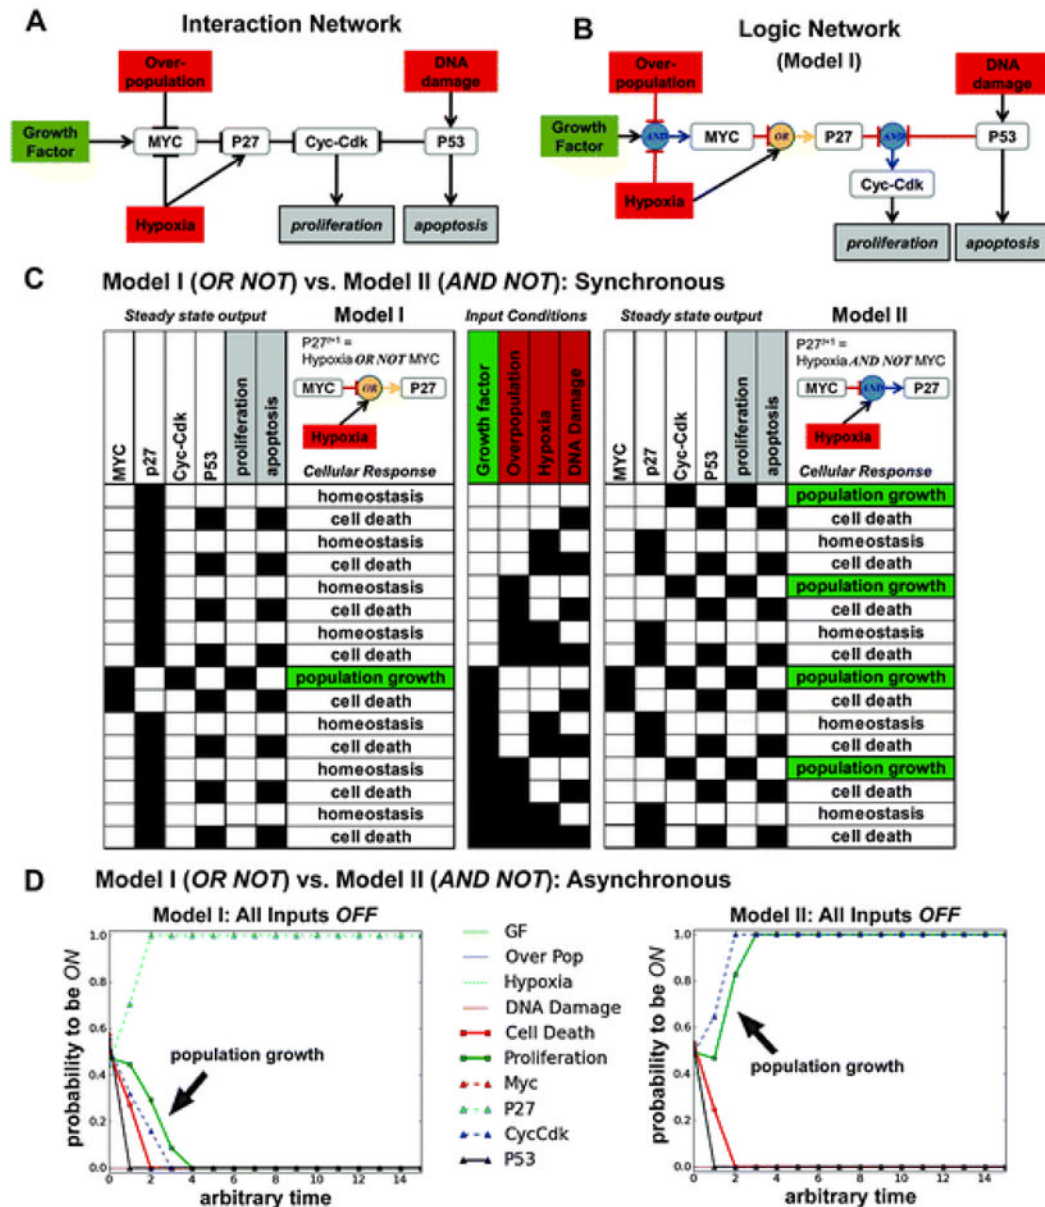 A
Interaction Network
Over-
population
DNA
damage
Growth
Factor
MYC
P27
Cyc-Cdk
P53
Hypoxia
proliferation
apoptosis
B
Logic Network
(Model I)
Over-
population
DNA
damage
Growth
Factor
AND
MYC
OR
P27
AND
P53
Hypoxia
Cyc-Cdk
proliferation
apoptosis
C
Model I (OR NOT) vs. Model II (AND NOT): Synchronous
Steady state output
Model I
Input Conditions
Steady state output
Model II
MYC
p27
Cyc-Cdk
P53
proliferation
apoptosis
P27ᵗ⁺¹ =
Hypoxia OR NOT MYC
MYC
OR
P27
Hypoxia
Cellular Response
Growth factor
Overpopulation
Hypoxia
DNA Damage
MYC
p27
Cyc-Cdk
P53
proliferation
apoptosis
P27ᵗ⁺¹ =
Hypoxia AND NOT MYC
MYC
AND
P27
Hypoxia
Cellular Response
homeostasis
population growth
cell death
cell death
homeostasis
homeostasis
cell death
cell death
homeostasis
population growth
cell death
cell death
homeostasis
homeostasis
cell death
cell death
population growth
population growth
cell death
cell death
homeostasis
homeostasis
cell death
cell death
homeostasis
population growth
cell death
cell death
homeostasis
homeostasis
cell death
cell death
D
Model I (OR NOT) vs. Model II (AND NOT): Asynchronous
Model I: All Inputs OFF
probability to be ON
1.0
0.8
0.6
0.4
0.2
0.0
population growth
0 2 4 6 8 10 12 14
arbitrary time
GF
Over Pop
Hypoxia
DNA Damage
Cell Death
Proliferation
Myc
P27
CycCdk
P53
Model II: All Inputs OFF
probability to be ON
1.0
0.8
0.6
0.4
0.2
0.0
population growth
0 2 4 6 8 10 12 14
arbitrary time